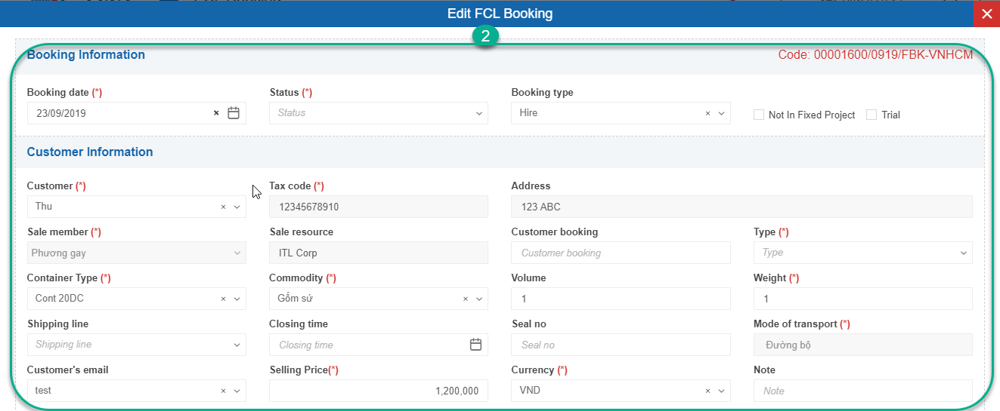 Edit FCL Booking
2
Booking Information
Code: 00001600/0919/FBK-VNHCM
Booking date (*) Status (*) Booking type
23/09/2019 Status Hire Not In Fixed Project Trial
Customer Information
Customer (*) Tax code (*) Address
Thu 12345678910 123 ABC
Sale member (*) Sale resource Customer booking Type (*)
Phương gay ITL Corp Customer booking Type
Container Type (*) Commodity (*) Volume Weight (*)
Cont 20DC Gốm sứ 1 1
Shipping line Closing time Seal no Mode of transport (*)
Shipping line Closing time Seal no Đường bộ
Customer's email Selling Price(*) Currency (*) Note
test 1,200,000 VND Note